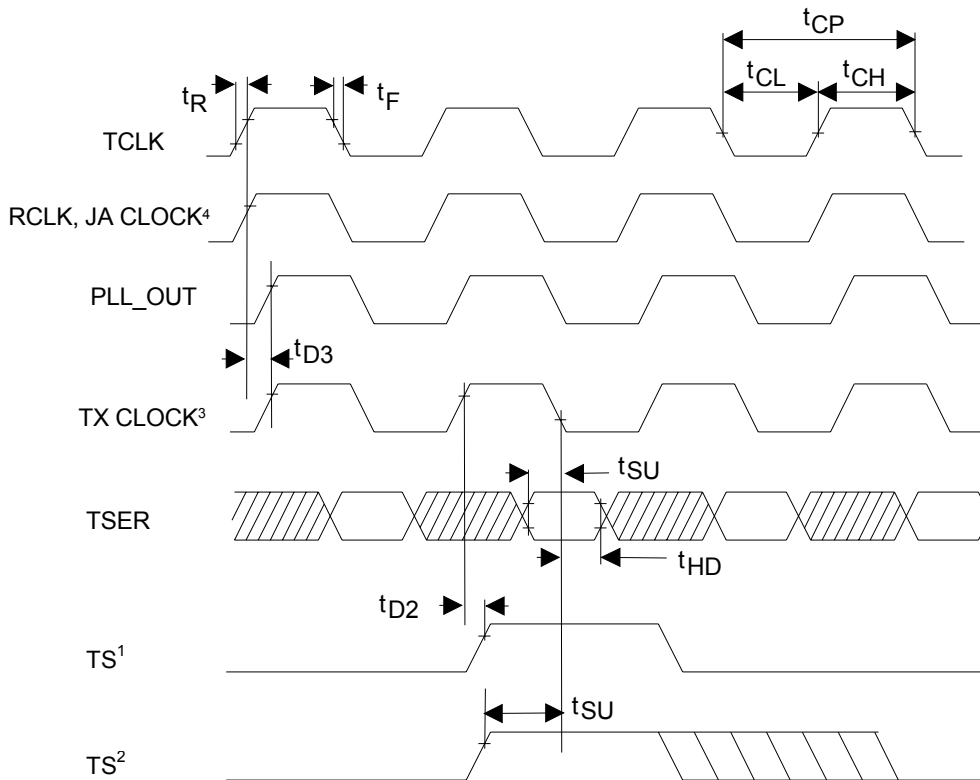 tCP
tCL
tCH
tR
tF
TCLK
RCLK, JA CLOCK⁴
PLL_OUT
tD3
TX CLOCK³
tSU
TSER
tHD
tD2
TS¹
tSU
TS²